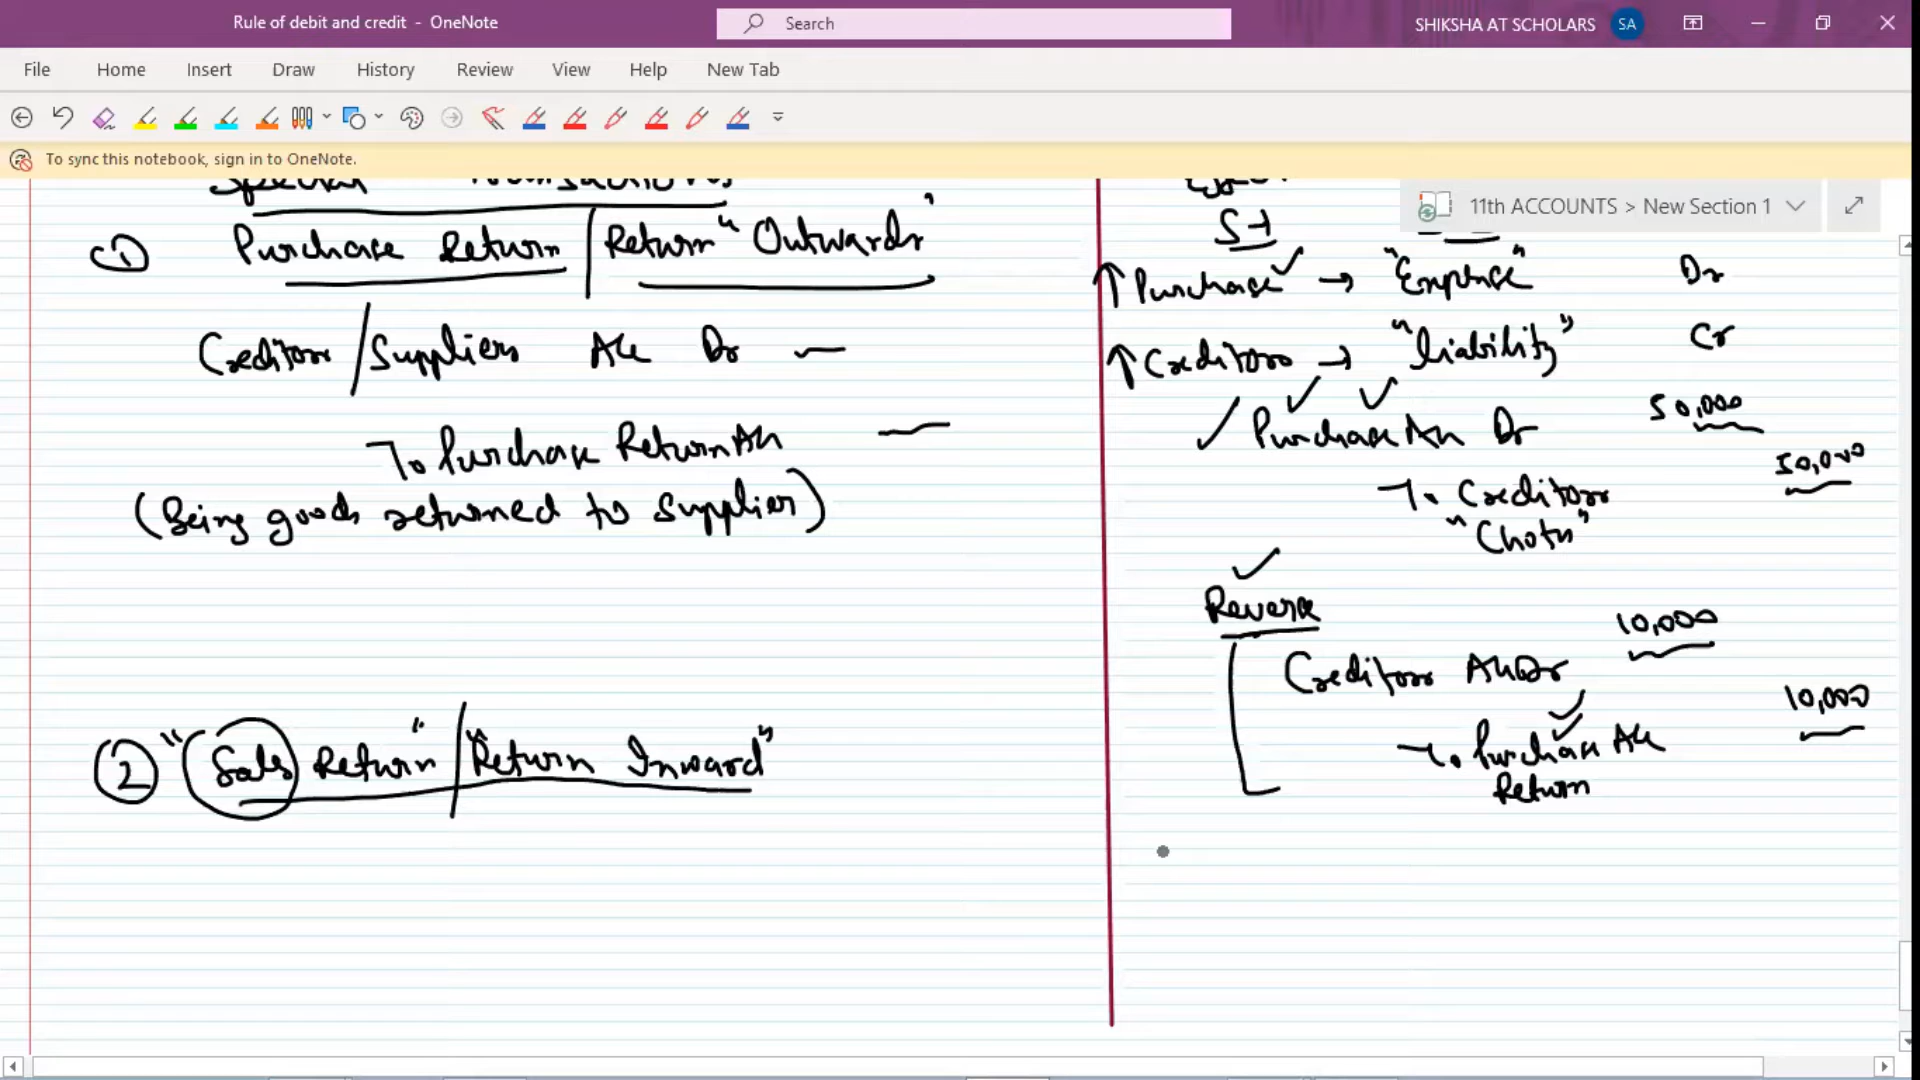 Rule of debit and credit - OneNote
Search
SHIKSHA AT SCHOLARS
SA
File Home Insert Draw History Review View Help New Tab
To sync this notebook, sign in to OneNote.
11th ACCOUNTS > New Section 1
Special Transactions
① Purchase Return / Return "Outwards"
Creditors / Suppliers A/c Dr —
To Purchase Return A/c —
(Being goods returned to Supplier)
② "Sales Return" / "Return Inward"
S-1
↑ Purchase ✓ → "Expense" Dr
↑ Creditors → "liability" Cr
✓ Purchase A/c Dr 50,000
To Creditors 50,000
Reverse
Creditors A/c Dr 10,000
To Purchase A/c 10,000
Return